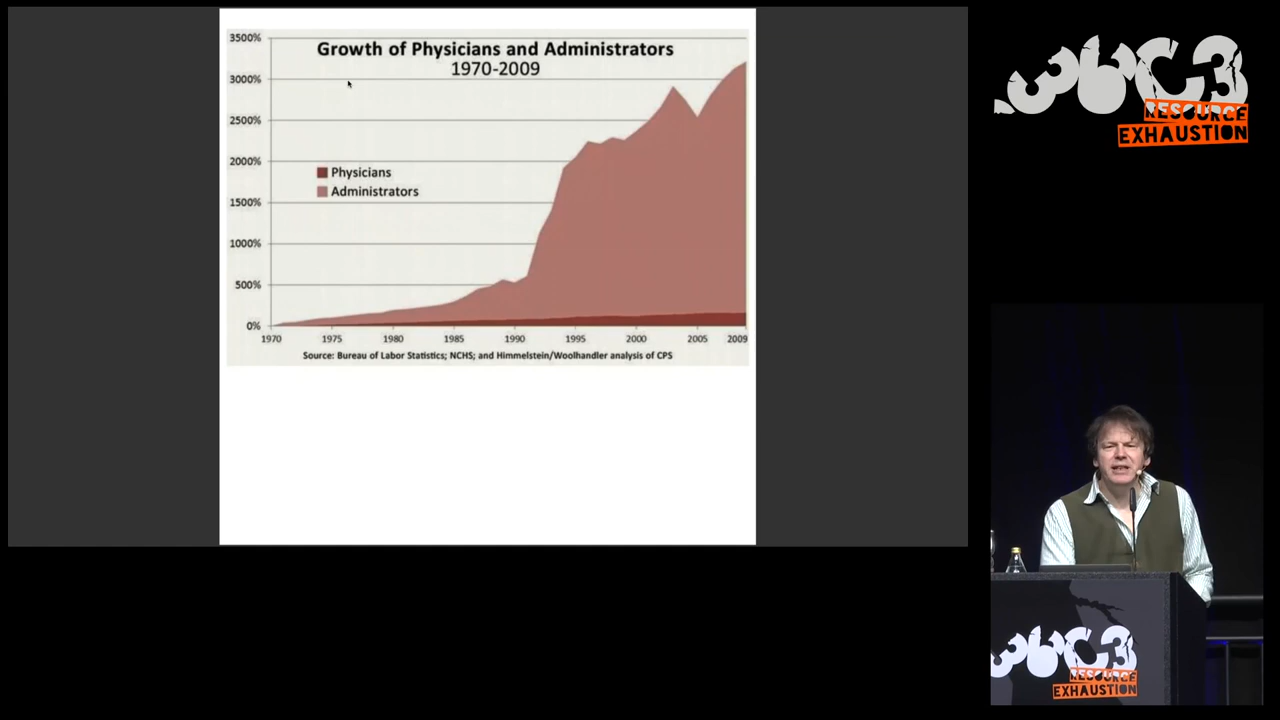 Growth of Physicians and Administrators
1970-2009
3500%
3000%
2500%
2000%
1500%
1000%
500%
0%
Physicians
Administrators
1970 1975 1980 1985 1990 1995 2000 2005 2009
Source: Bureau of Labor Statistics; NCHS; and Himmelstein/Woolhandler analysis of CPS
36C3
RESOURCE
EXHAUSTION
36C3
RESOURCE
EXHAUSTION